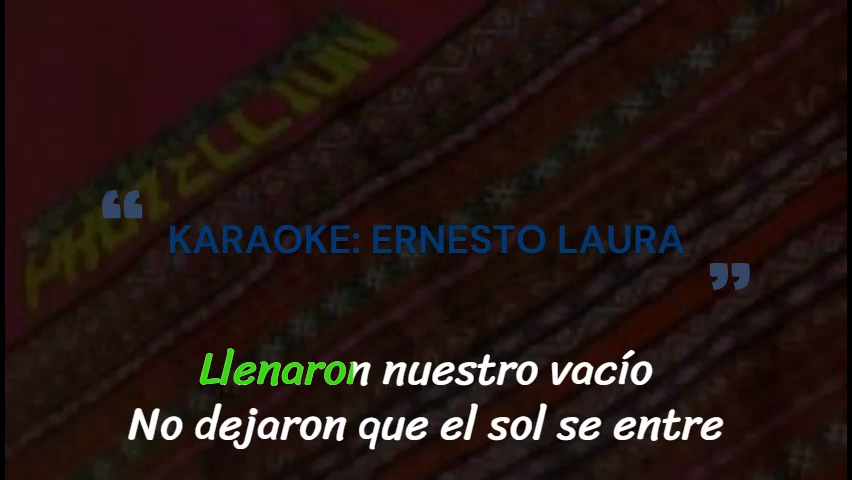 “
KARAOKE: ERNESTO LAURA
”
Llenaron nuestro vacío
No dejaron que el sol se entre